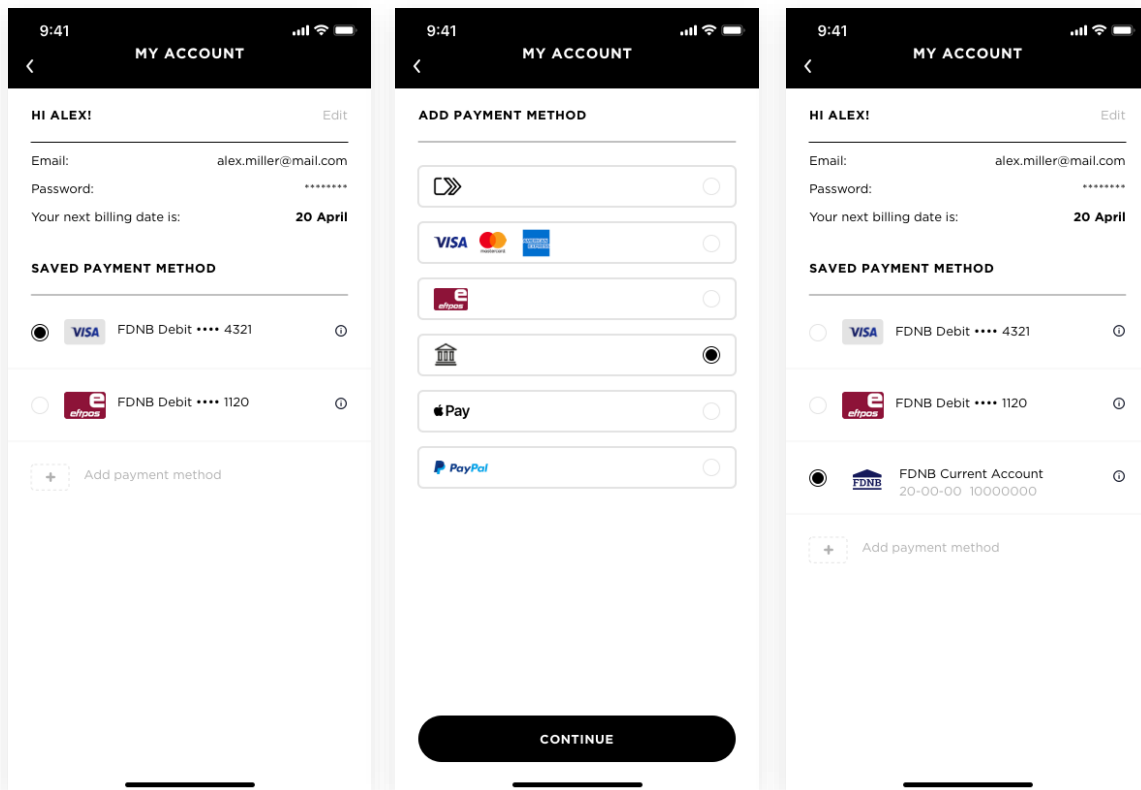 9:41
MY ACCOUNT
HI ALEX!
Edit
Email:
alex.miller@mail.com
Password:
********
Your next billing date is:
20 April
SAVED PAYMENT METHOD
VISA
FDNB Debit •••• 4321
e
eftpos
FDNB Debit •••• 1120
+
Add payment method
9:41
MY ACCOUNT
ADD PAYMENT METHOD
VISA
mastercard
AMERICAN
EXPRESS
e
eftpos
Pay
PayPal
CONTINUE
9:41
MY ACCOUNT
HI ALEX!
Edit
Email:
alex.miller@mail.com
Password:
********
Your next billing date is:
20 April
SAVED PAYMENT METHOD
VISA
FDNB Debit •••• 4321
e
eftpos
FDNB Debit •••• 1120
FDNB
FDNB Current Account
20-00-00 10000000
+
Add payment method